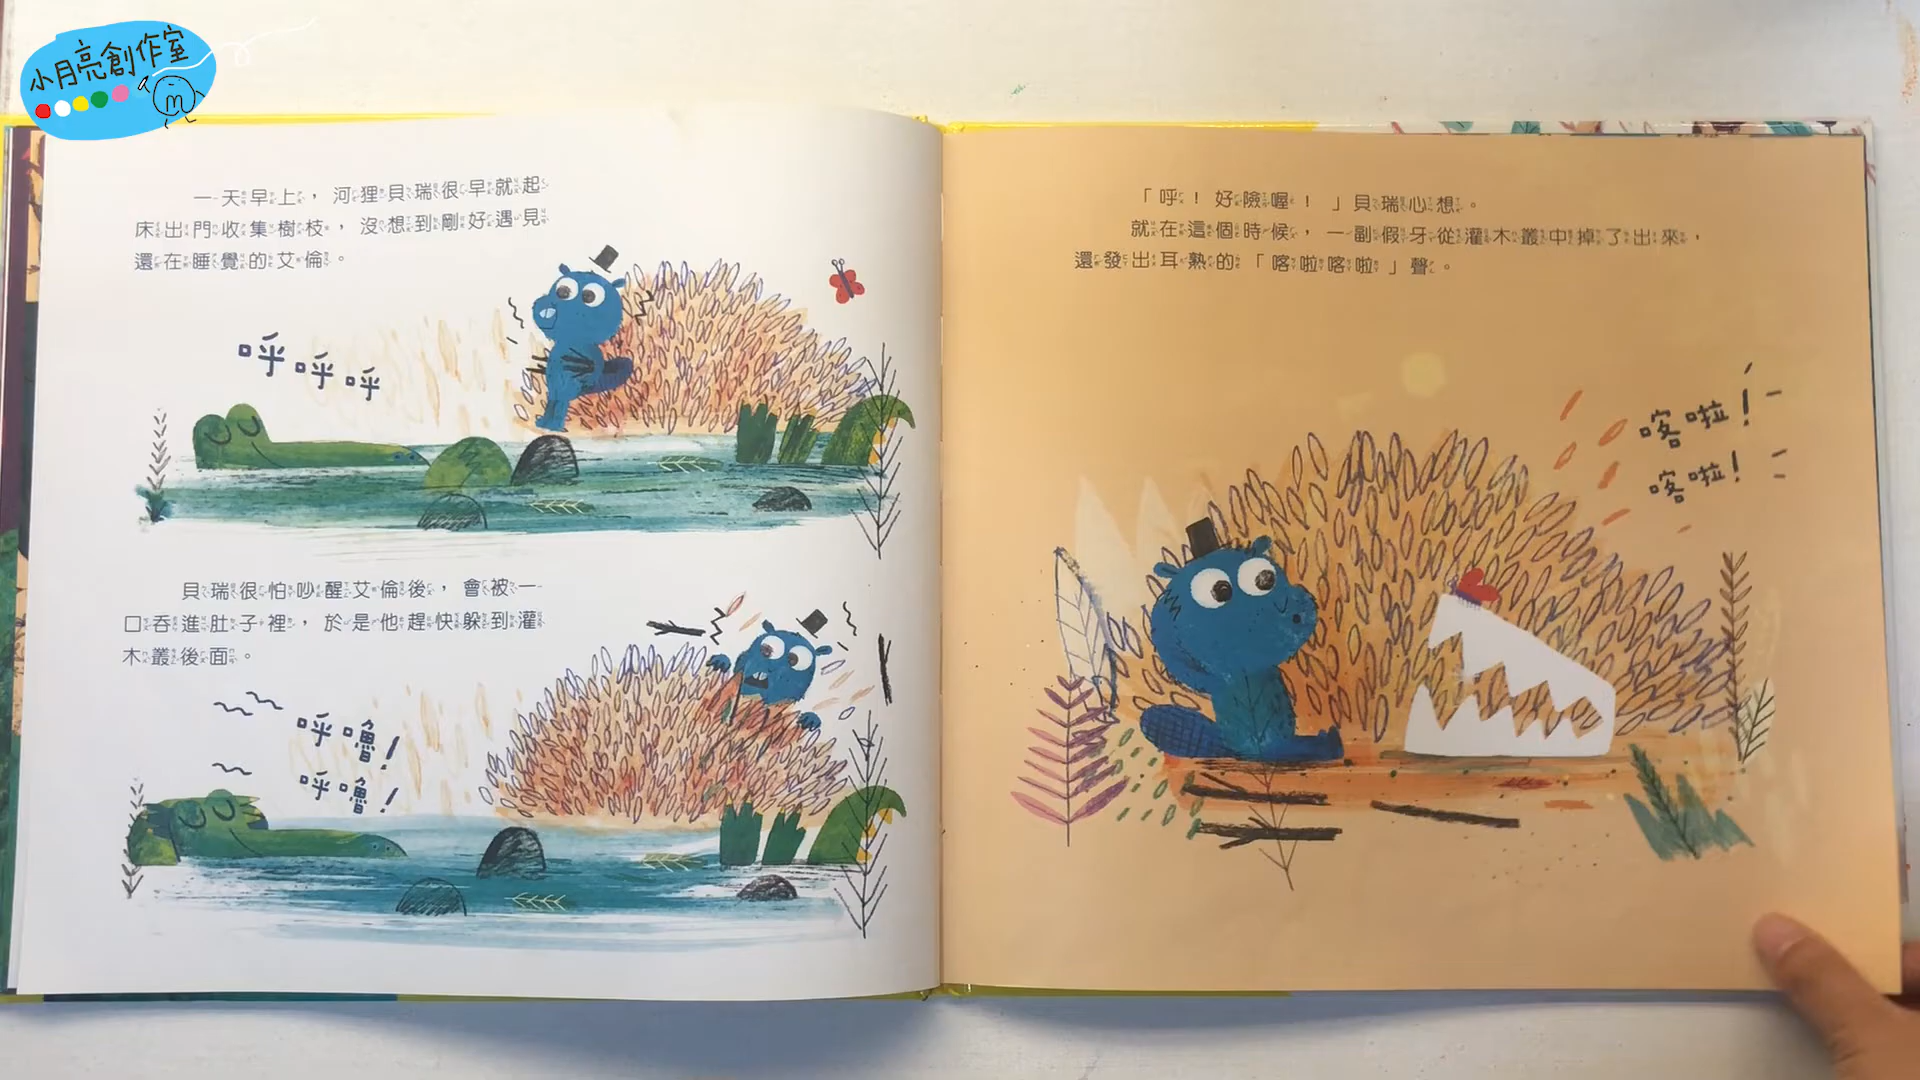 小月亮創作室
一天早上，河狸貝瑞很早就起
床出門收集樹枝，沒想到剛好遇見
還在睡覺的艾倫。
呼呼呼
貝瑞很怕吵醒艾倫後，會被一
口吞進肚子裡，於是他趕快躲到灌
木叢後面。
呼嚕！
呼嚕！
「呼！好險喔！」貝瑞心想。
就在這個時候，一副假牙從灌木叢中掉了出來，
還發出耳熟的「喀啦喀啦」聲。
喀啦！
喀啦！